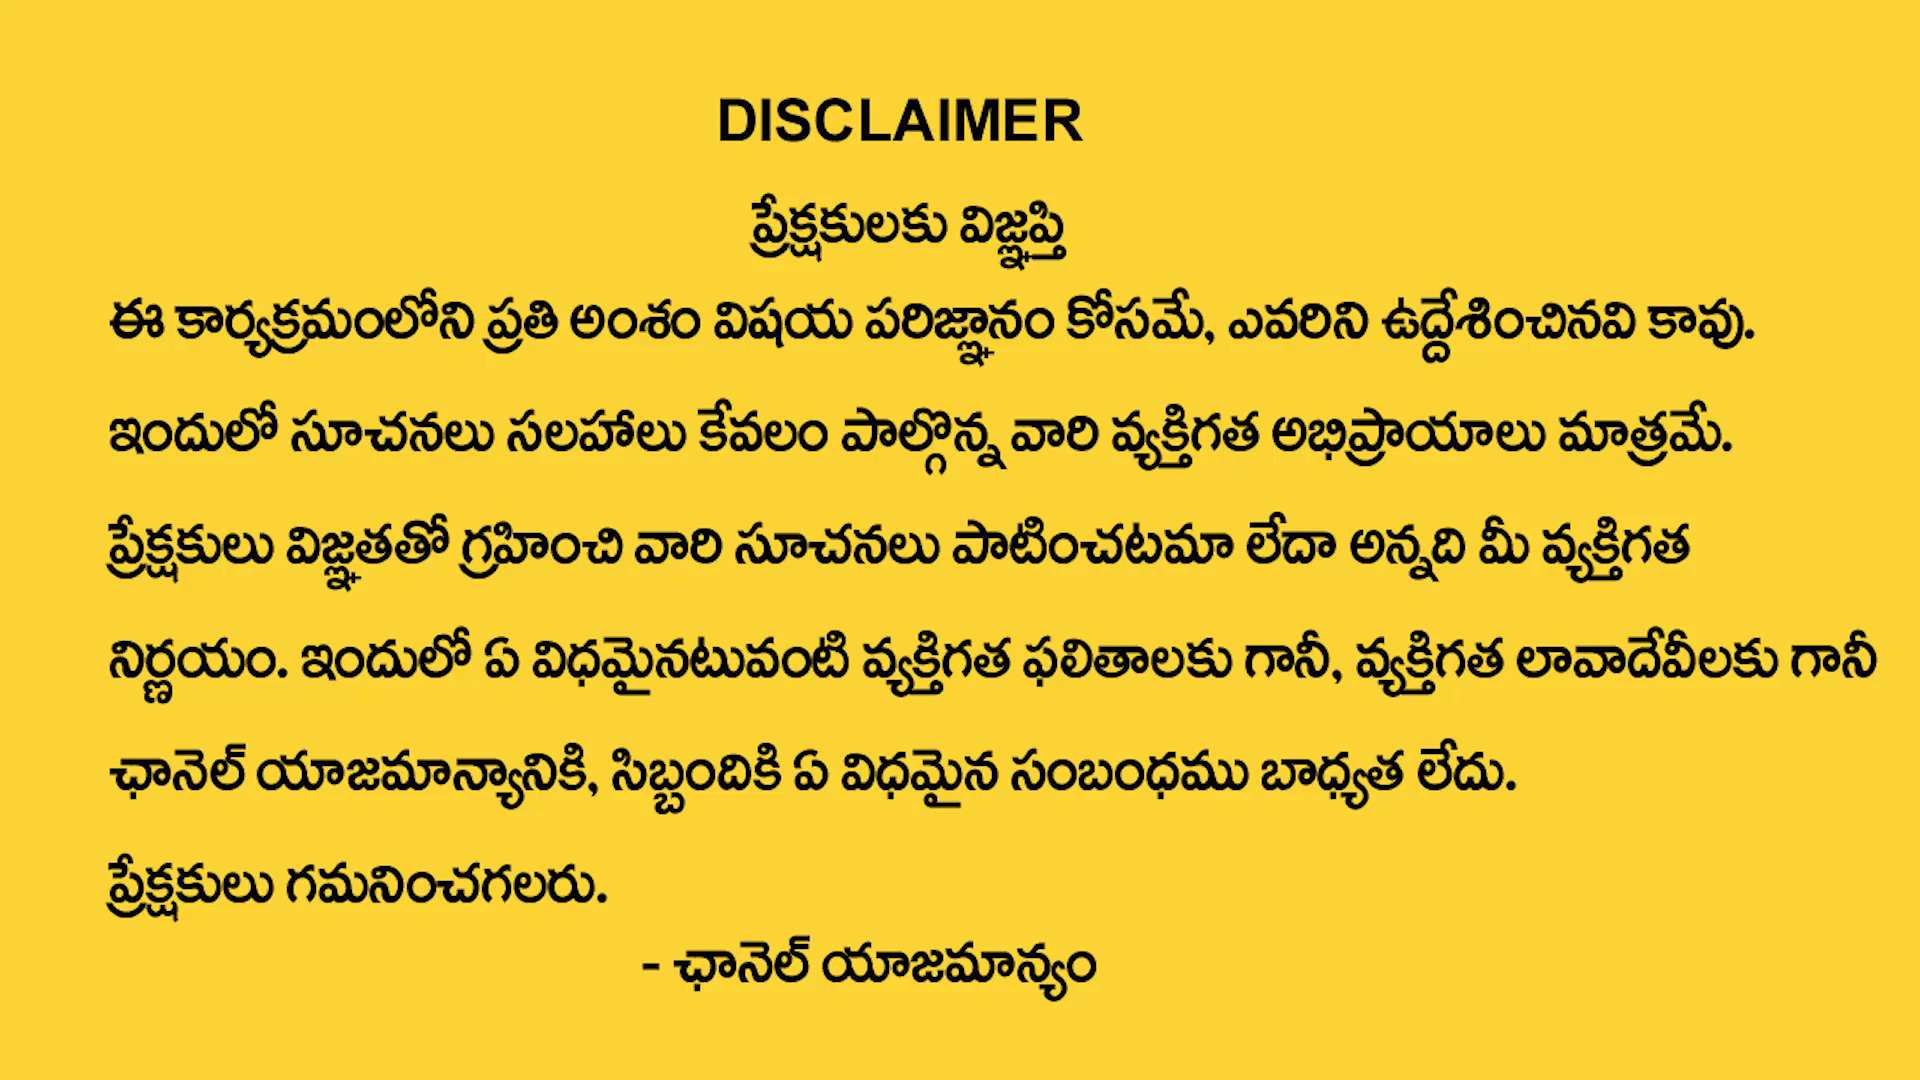 DISCLAIMER
ప్రేక్షకులకు విజ్ఞప్తి
ఈ కార్యక్రమంలోని ప్రతి అంశం విషయ పరిజ్ఞానం కోసమే, ఎవరిని ఉద్దేశించినవి కావు.
ఇందులో సూచనలు సలహాలు కేవలం పాల్గొన్న వారి వ్యక్తిగత అభిప్రాయాలు మాత్రమే.
ప్రేక్షకులు విజ్ఞతతో గ్రహించి వారి సూచనలు పాటించటమా లేదా అన్నది మీ వ్యక్తిగత
నిర్ణయం. ఇందులో ఏ విధమైనటువంటి వ్యక్తిగత ఫలితాలకు గానీ, వ్యక్తిగత లావాదేవీలకు గానీ
ఛానెల్ యాజమాన్యానికి, సిబ్బందికి ఏ విధమైన సంబంధము బాధ్యత లేదు.
ప్రేక్షకులు గమనించగలరు.
- ఛానెల్ యాజమాన్యం